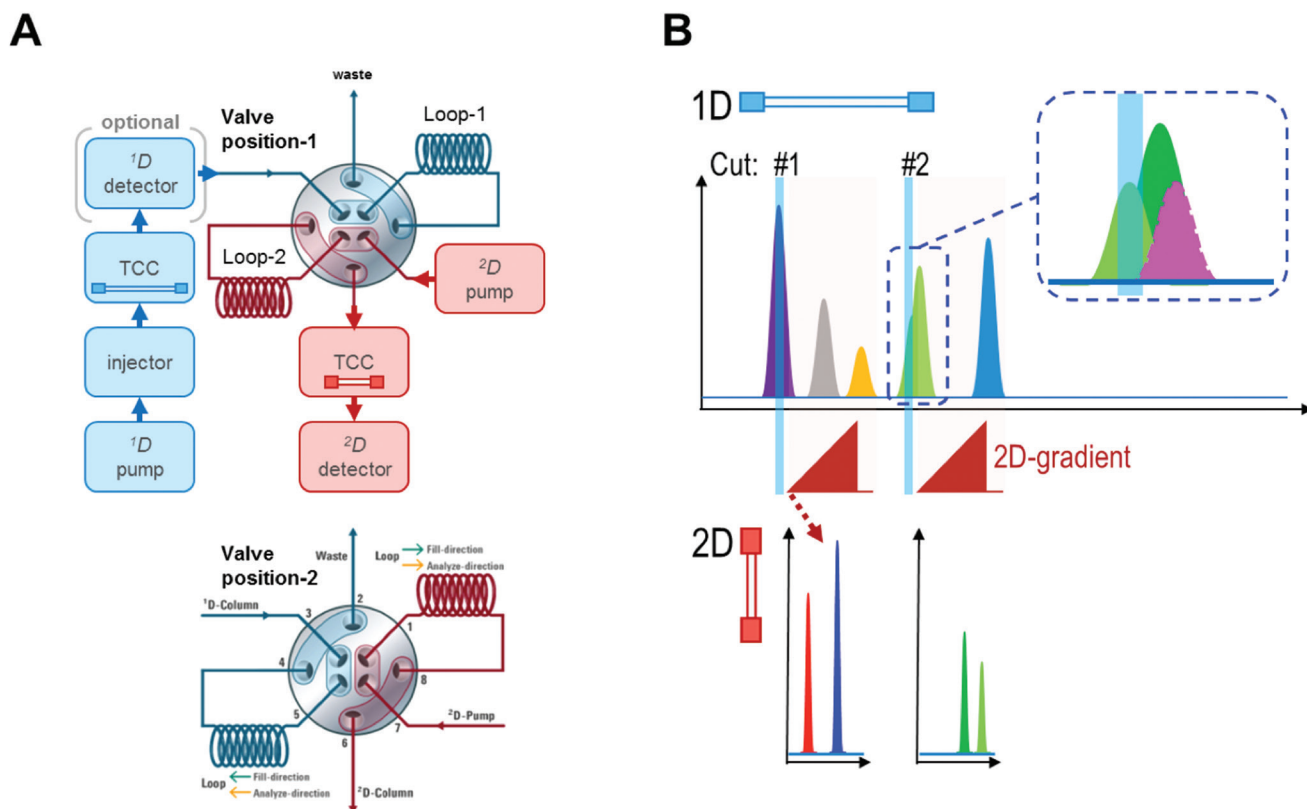 A
waste
Loop-1
optional
Valve
position-1
1D
detector
TCC
Loop-2
2D
pump
injector
TCC
1D
pump
2D
detector
Valve
position-2
Waste
Loop
Fill-direction
Analyze-direction
1D-Column
3
2
1
4
8
5
7
6
2D-Pump
Loop
Fill-direction
Analyze-direction
2D-Column
B
1D
Cut: #1 #2
2D-gradient
2D